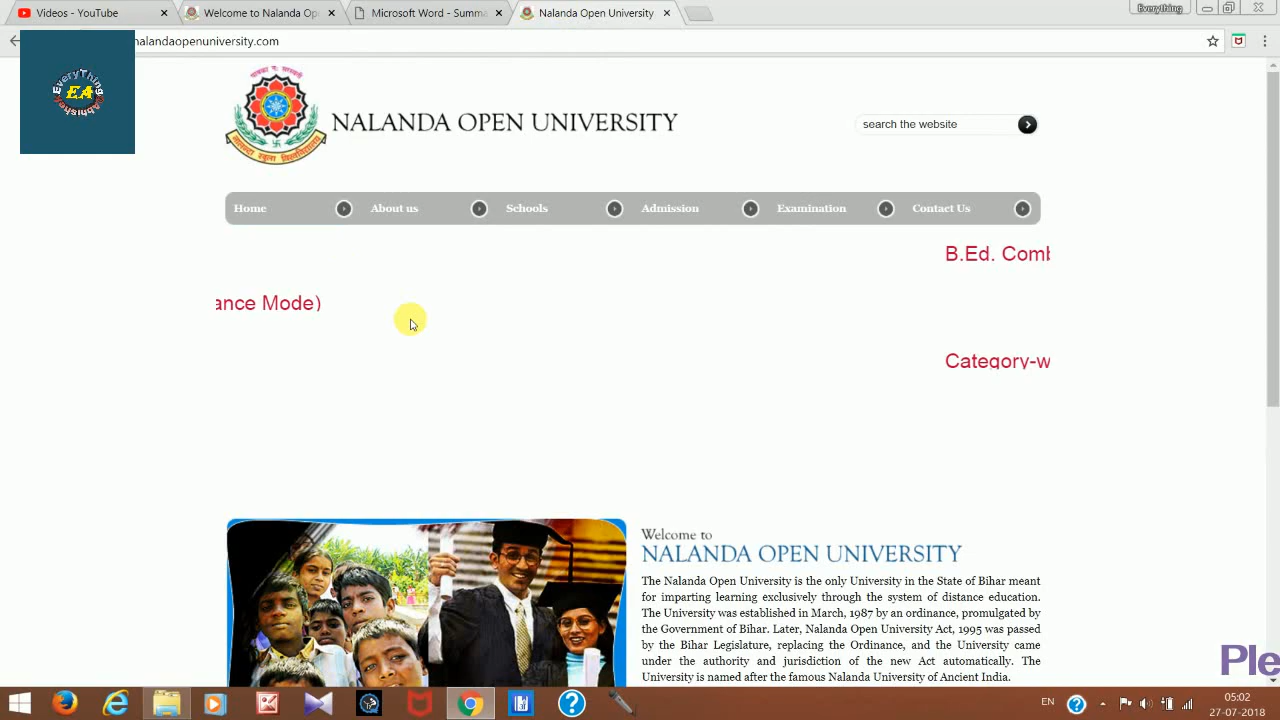 Videos - YouTube
Welcome to Nalanda Op
Microsoft Word - Summa
Nalanda Open University
Everything
nalandaopenuniversity.com
EveryThing
EA
Abhishek
NALANDA OPEN UNIVERSITY
search the website
नालन्दा खुला विश्वविद्यालय
Home
About us
Schools
Admission
Examination
Contact Us
B.Ed. Comb
ance Mode)
Category-w
Welcome to
NALANDA OPEN UNIVERSITY
The Nalanda Open University is the only University in the State of Bihar meant
for imparting learning exclusively through the system of distance education.
The University was established in March, 1987 by an ordinance, promulgated by
the Government of Bihar. Later, Nalanda Open University Act, 1995 was passed
by the Bihar Legislature, replacing the Ordinance, and the University came
under the authority and jurisdiction of the new Act automatically. The
University is named after the famous Nalanda University of Ancient India.
Ple
EN
05:02
27-07-2018